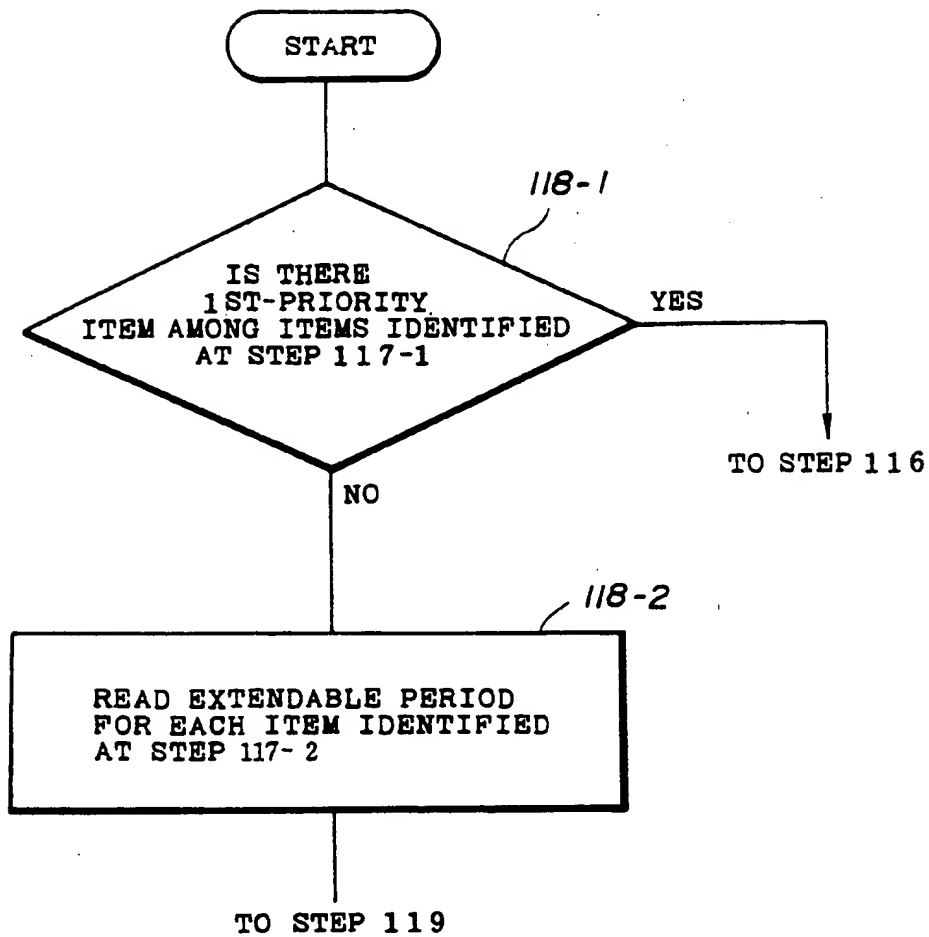 START
118-1
IS THERE
1ST-PRIORITY
ITEM AMONG ITEMS IDENTIFIED
AT STEP 117-1
YES
TO STEP 116
NO
118-2
READ EXTENDABLE PERIOD
FOR EACH ITEM IDENTIFIED
AT STEP 117-2
TO STEP 119